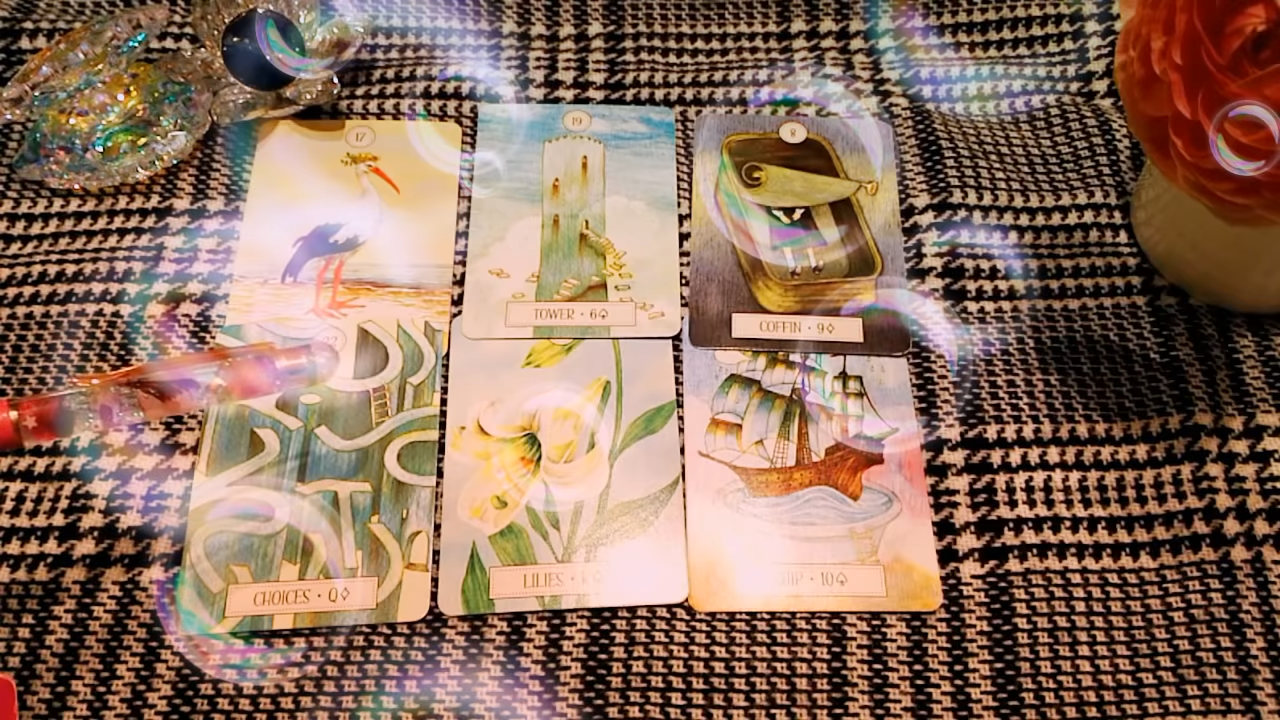 17
19
TOWER · 6♤
8
COFFIN · 9♢
CHOICES · Q♢
LILIES ·
10♤